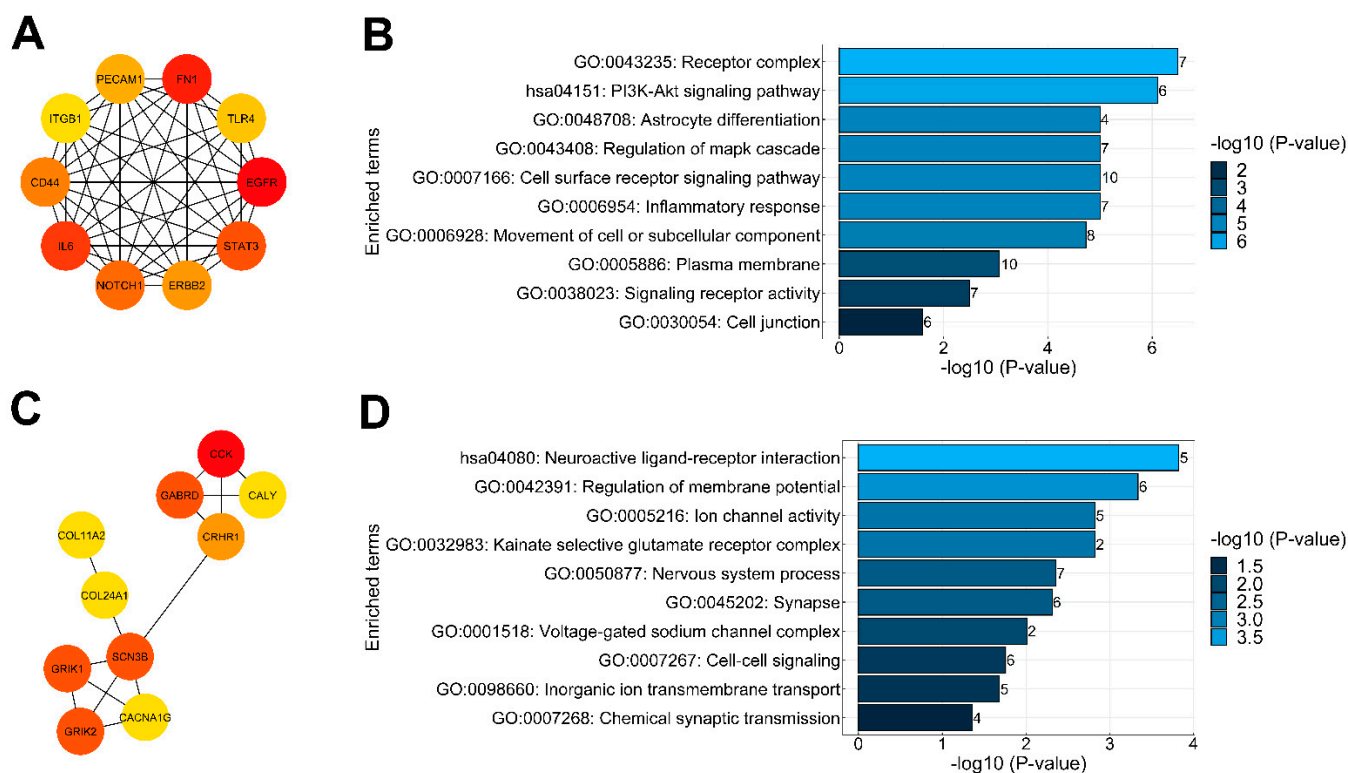 A
PECAM1
FN1
ITGB1
TLR4
CD44
EGFR
IL6
STAT3
NOTCH1
ERBB2
B
Enriched terms
GO:0043235: Receptor complex
7
hsa04151: PI3K-Akt signaling pathway
6
GO:0048708: Astrocyte differentiation
4
GO:0043408: Regulation of mapk cascade
7
GO:0007166: Cell surface receptor signaling pathway
10
GO:0006954: Inflammatory response
7
GO:0006928: Movement of cell or subcellular component
8
GO:0005886: Plasma membrane
10
GO:0038023: Signaling receptor activity
7
GO:0030054: Cell junction
6
0 2 4 6
-log10 (P-value)
-log10 (P-value)
2
3
4
5
6
C
CCK
GABRD
CALY
CRHR1
COL11A2
COL24A1
SCN3B
GRIK1
CACNA1G
GRIK2
D
Enriched terms
hsa04080: Neuroactive ligand-receptor interaction
5
GO:0042391: Regulation of membrane potential
6
GO:0005216: Ion channel activity
5
GO:0032983: Kainate selective glutamate receptor complex
2
GO:0050877: Nervous system process
7
GO:0045202: Synapse
6
GO:0001518: Voltage-gated sodium channel complex
2
GO:0007267: Cell-cell signaling
6
GO:0098660: Inorganic ion transmembrane transport
5
GO:0007268: Chemical synaptic transmission
4
0 1 2 3 4
-log10 (P-value)
-log10 (P-value)
1.5
2.0
2.5
3.0
3.5